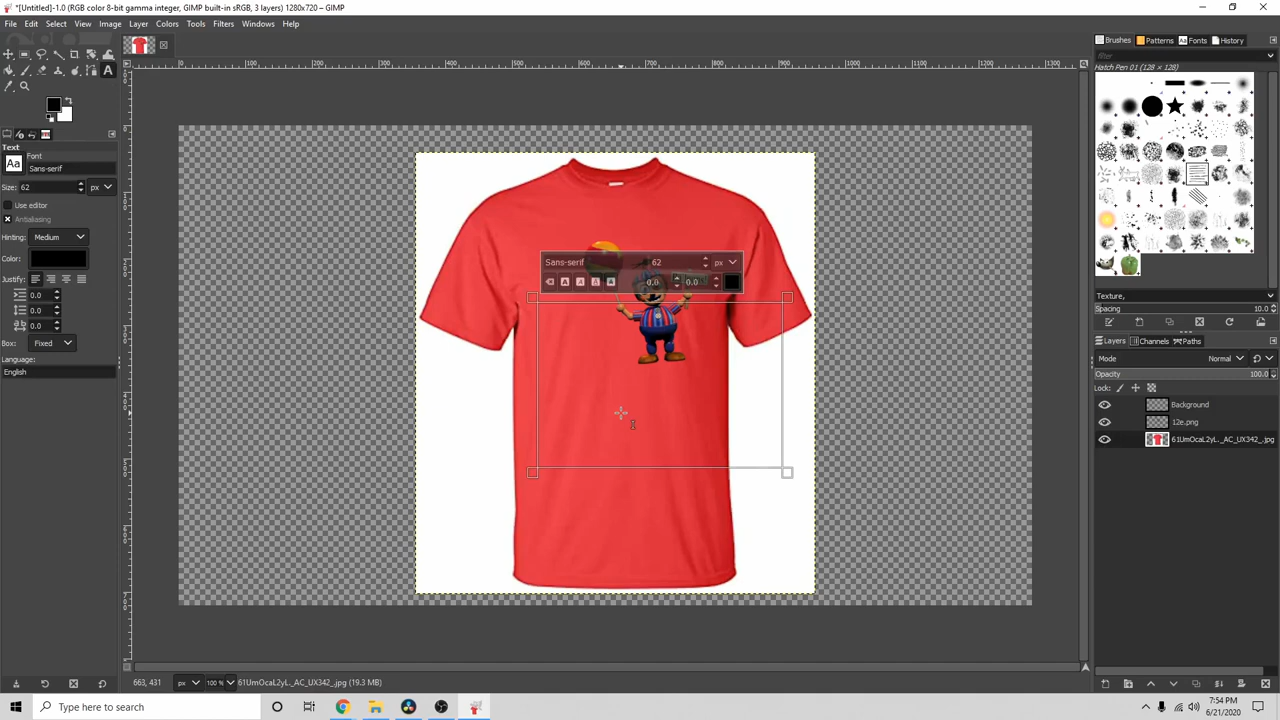 *[Untitled]-1.0 (RGB color 8-bit gamma integer, GIMP built-in sRGB, 3 layers) 1280x720 – GIMP
File Edit Select View Image Layer Colors Tools Filters Windows Help
Brushes Patterns Fonts History
filter
Hatch Pen 01 (128 × 128)
Text
Font
Aa Sans-serif
Size: 62 px
Use editor
Antialiasing
Hinting: Medium
Color:
Justify:
0.0
0.0
0.0
Box: Fixed
Language:
English
Sans-serif 62 px
0.0 0.0
Texture,
Spacing 10.0
Layers Channels Paths
Mode Normal
Opacity 100.0
Lock:
Background
12e.png
61UmOcaL2yL._AC_UX342_.jpg
663, 431 px 100 % 61UmOcaL2yL._AC_UX342_.jpg (19.3 MB)
Type here to search
7:54 PM
6/21/2020